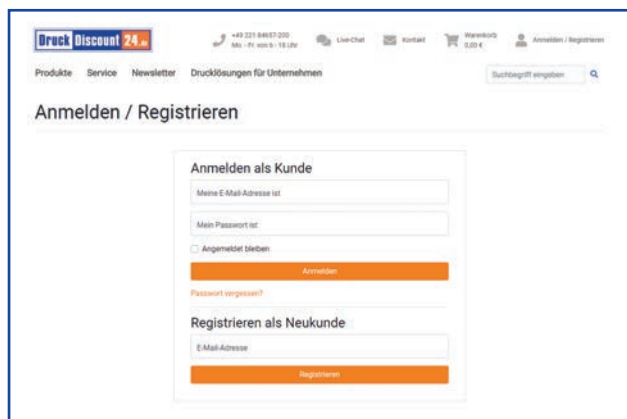 Druck Discount 24.de
+49 221 84657-200
Mo. - Fr. von 6 - 18 Uhr
Live-Chat
Kontakt
Warenkorb
0,00 €
Anmelden / Registrieren
Produkte Service Newsletter Drucklösungen für Unternehmen
Suchbegriff eingeben
Anmelden / Registrieren
Anmelden als Kunde
Meine E-Mail-Adresse ist
Mein Passwort ist
Angemeldet bleiben
Anmelden
Passwort vergessen?
Registrieren als Neukunde
E-Mail-Adresse
Registrieren